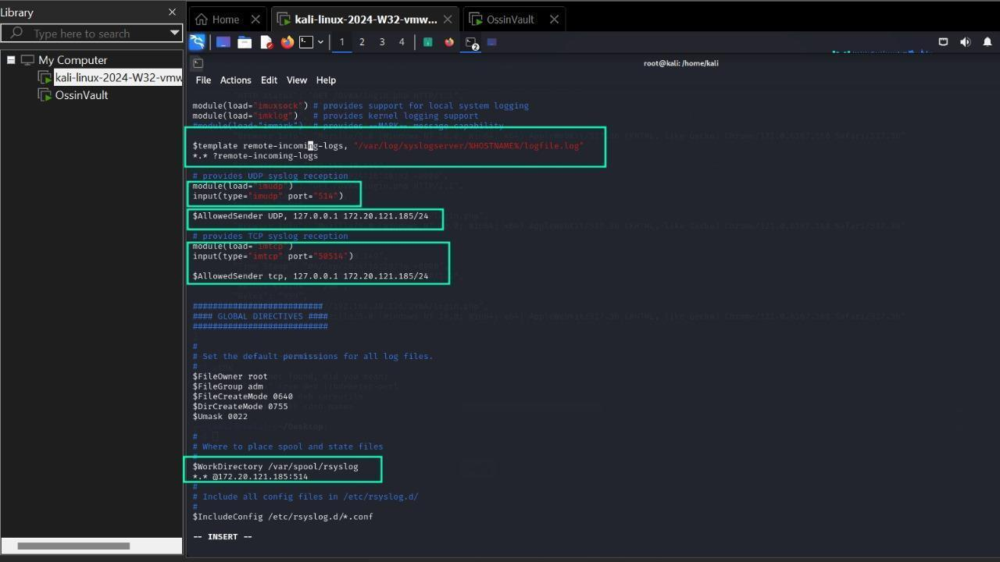 Library
Home
kali-linux-2024-W32-vmw...
OssinVault
Type here to search
1 2 3 4
2
My Computer
kali-linux-2024-W32-vmw
OssinVault
root@kali: /home/kali
File Actions Edit View Help
module(load="imuxsock") # provides support for local system logging
module(load="imklog") # provides kernel logging support
#module(load="immark") # provides --MARK-- message capability
$template remote-incoming-logs, "/var/log/syslogserver/%HOSTNAME%/logfile.log"
*.* ?remote-incoming-logs
# provides UDP syslog reception
module(load="imudp")
input(type="imudp" port="514")
$AllowedSender UDP, 127.0.0.1 172.20.121.185/24
# provides TCP syslog reception
module(load="imtcp")
input(type="imtcp" port="50514")
$AllowedSender tcp, 127.0.0.1 172.20.121.185/24
##########################
#### GLOBAL DIRECTIVES ####
###########################
#
# Set the default permissions for all log files.
#
$FileOwner root
$FileGroup adm
$FileCreateMode 0640
$DirCreateMode 0755
$Umask 0022
#
# Where to place spool and state files
#
$WorkDirectory /var/spool/rsyslog
*.* @172.20.121.185:514
#
# Include all config files in /etc/rsyslog.d/
#
$IncludeConfig /etc/rsyslog.d/*.conf
-- INSERT --